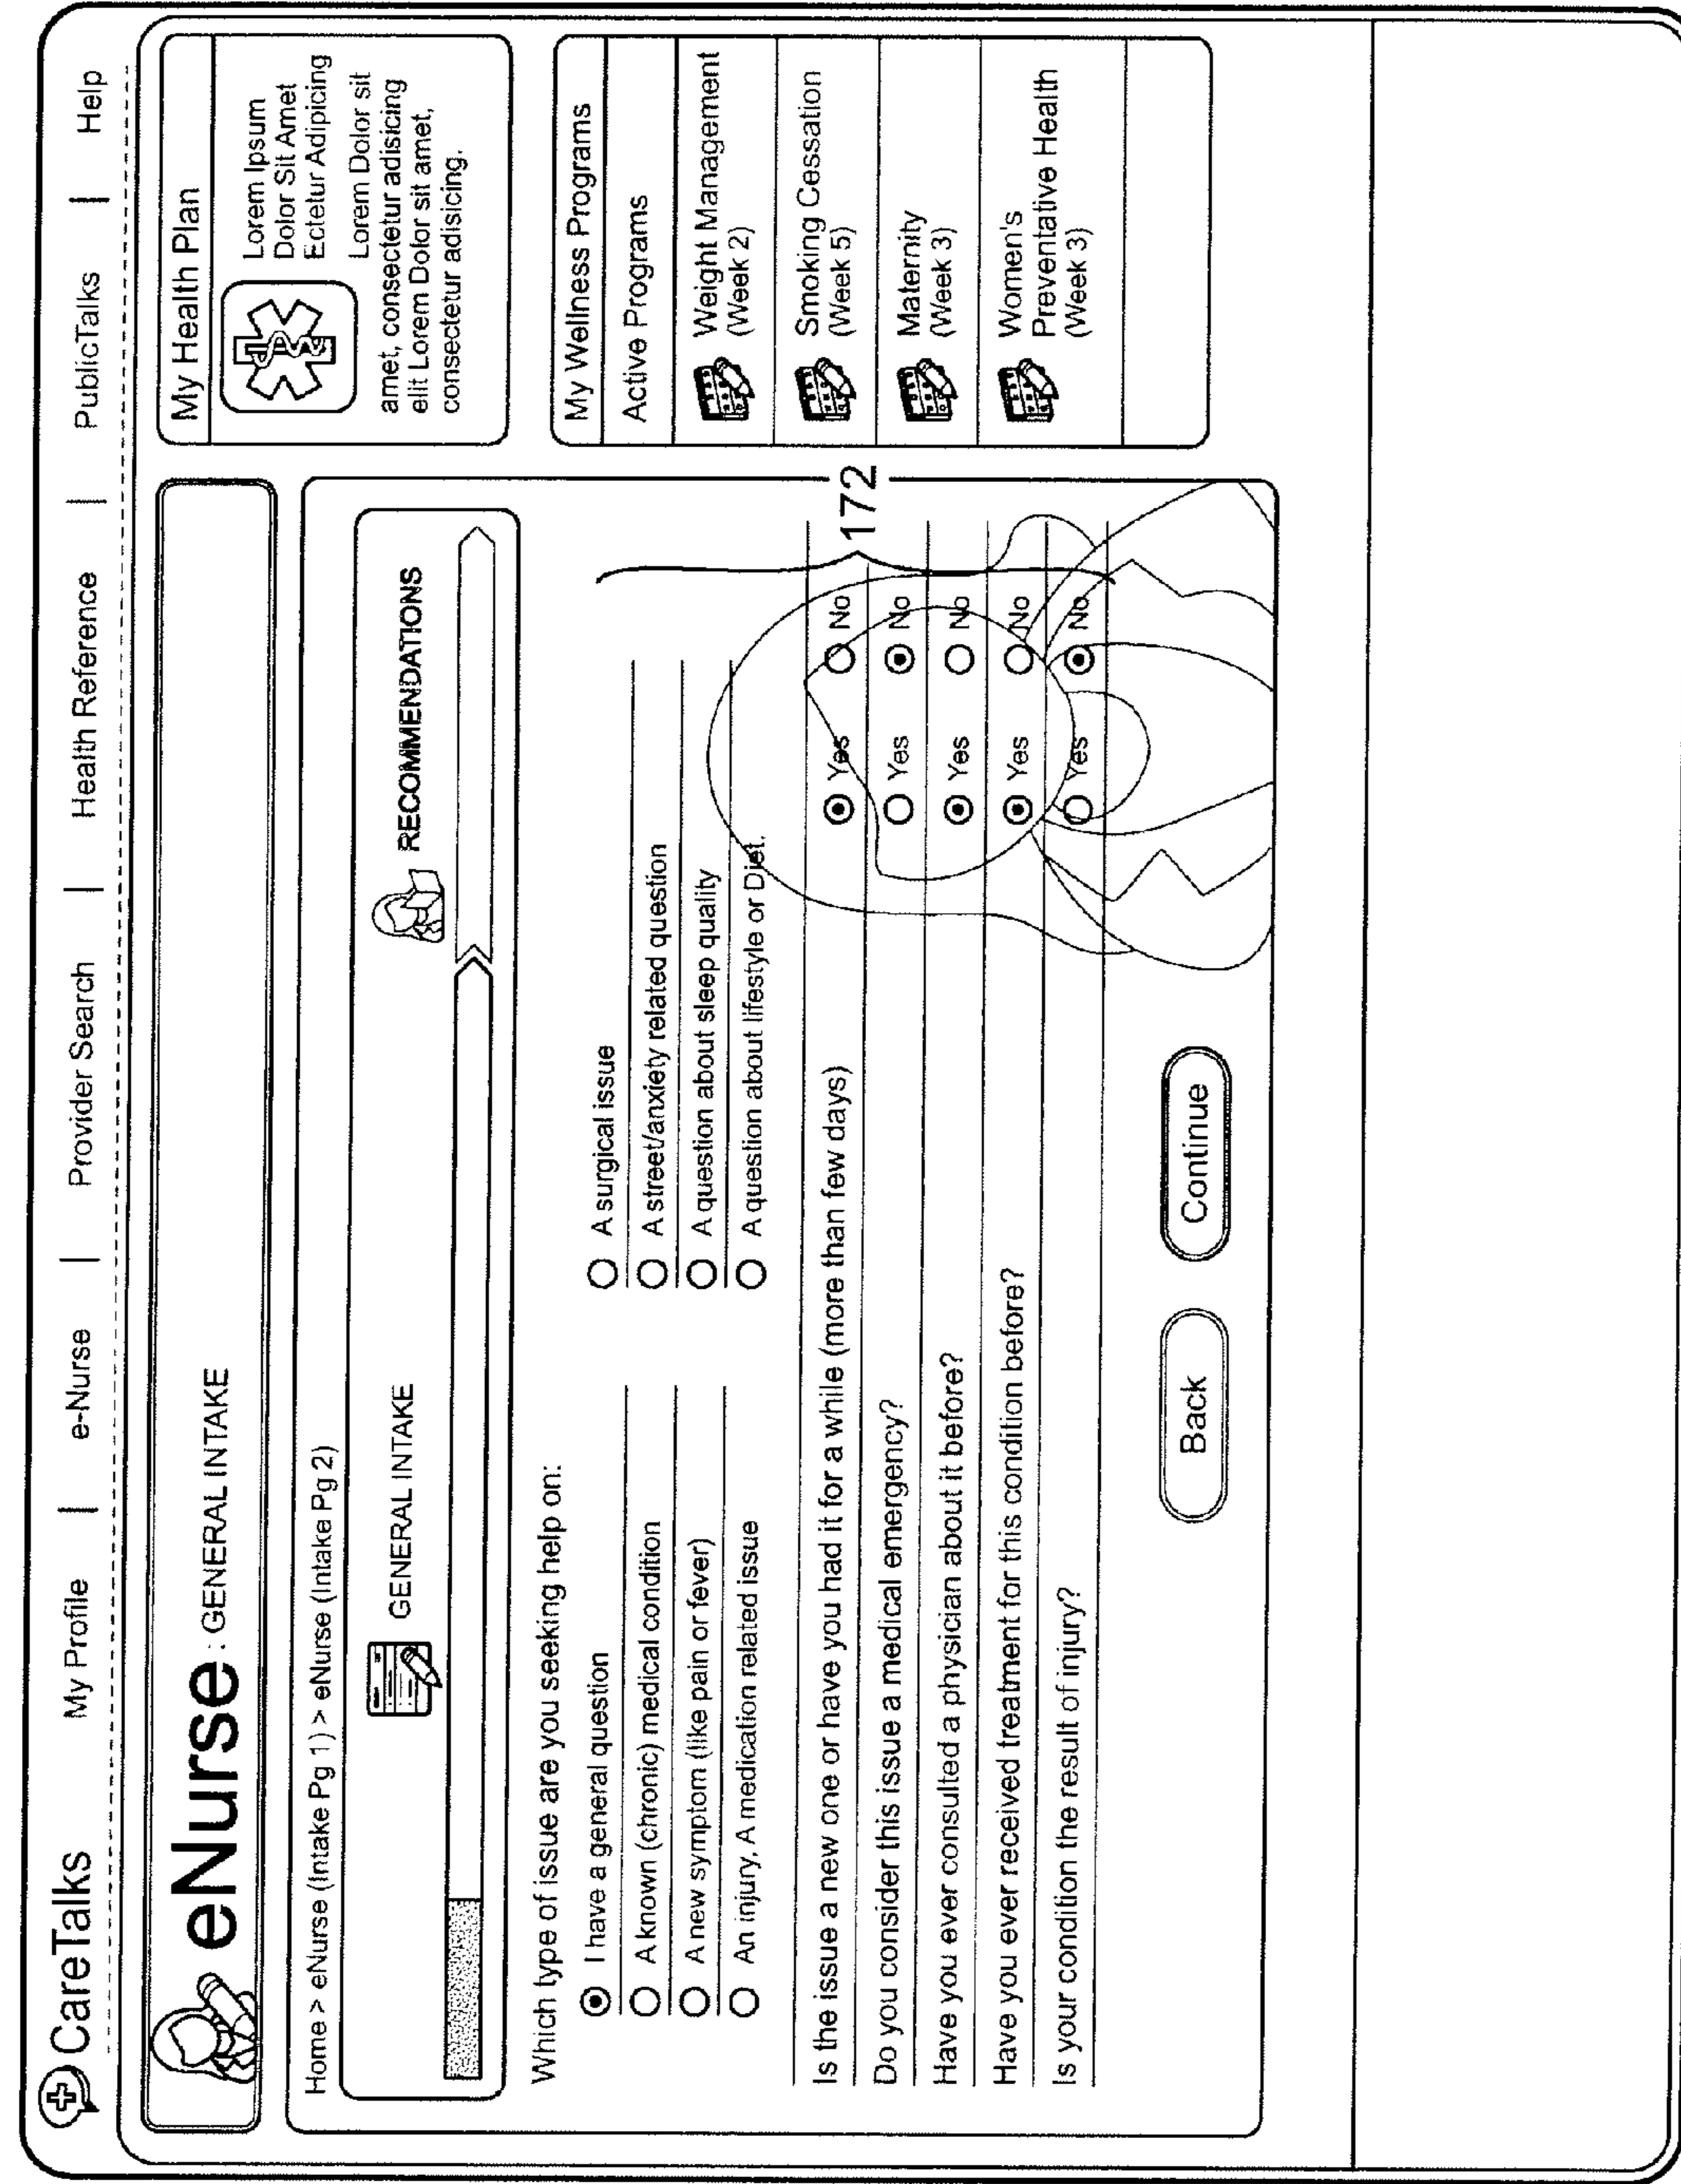 CareTalks
My Profile | e-Nurse | Provider Search | Health Reference | PublicTalks | Help
eNurse : GENERAL INTAKE
Home > eNurse (Intake Pg 1) > eNurse (Intake Pg 2)
GENERAL INTAKE
RECOMMENDATIONS
Which type of issue are you seeking help on:
I have a general question
A known (chronic) medical condition
A new symptom (like pain or fever)
An injury, A medication related issue
A surgical issue
A street/anxiety related question
A question about sleep quality
A question about lifestyle or Diet.
Is the issue a new one or have you had it for a while (more than few days) Yes No
Do you consider this issue a medical emergency? Yes No
Have you ever consulted a physician about it before? Yes No
Have you ever received treatment for this condition before? Yes No
Is your condition the result of injury? Yes No
172
Back
Continue
My Health Plan
Lorem Ipsum
Dolor Sit Amet
Ectetur Adipicing
Lorem Dolor sit
amet, consectetur adisicing
elit Lorem Dolor sit amet,
consectetur adisicing.
My Wellness Programs
Active Programs
Weight Management
(Week 2)
Smoking Cessation
(Week 5)
Maternity
(Week 3)
Women's
Preventative Health
(Week 3)